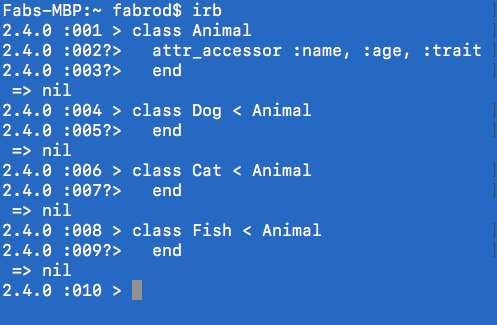 Fabs-MBP:~ fabrod$ irb
2.4.0 :001 > class Animal
2.4.0 :002?>   attr_accessor :name, :age, :trait
2.4.0 :003?>   end
 => nil
2.4.0 :004 > class Dog < Animal
2.4.0 :005?>   end
 => nil
2.4.0 :006 > class Cat < Animal
2.4.0 :007?>   end
 => nil
2.4.0 :008 > class Fish < Animal
2.4.0 :009?>   end
 => nil
2.4.0 :010 >